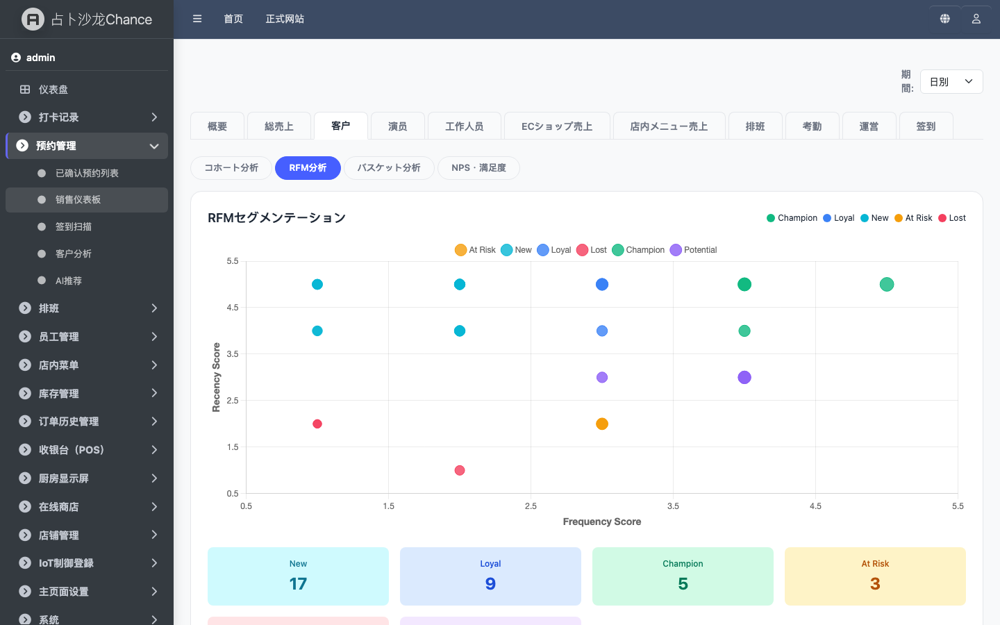 占卜沙龙Chance
首页
正式网站
admin
仪表盘
打卡记录
预约管理
已确认预约列表
销售仪表板
签到扫描
客户分析
AI推荐
排班
员工管理
店内菜单
库存管理
订单历史管理
收银台（POS）
厨房显示屏
在线商店
店铺管理
IoT制御登録
主页面设置
系统
期間:
日別
概要
総売上
客户
演员
工作人员
ECショップ売上
店内メニュー売上
排班
考勤
運営
签到
コホート分析
RFM分析
バスケット分析
NPS・満足度
RFMセグメンテーション
Champion
Loyal
New
At Risk
Lost
At Risk
New
Loyal
Lost
Champion
Potential
5.5
4.5
3.5
2.5
1.5
0.5
Recency Score
0.5
1.5
2.5
3.5
4.5
5.5
Frequency Score
New
17
Loyal
9
Champion
5
At Risk
3